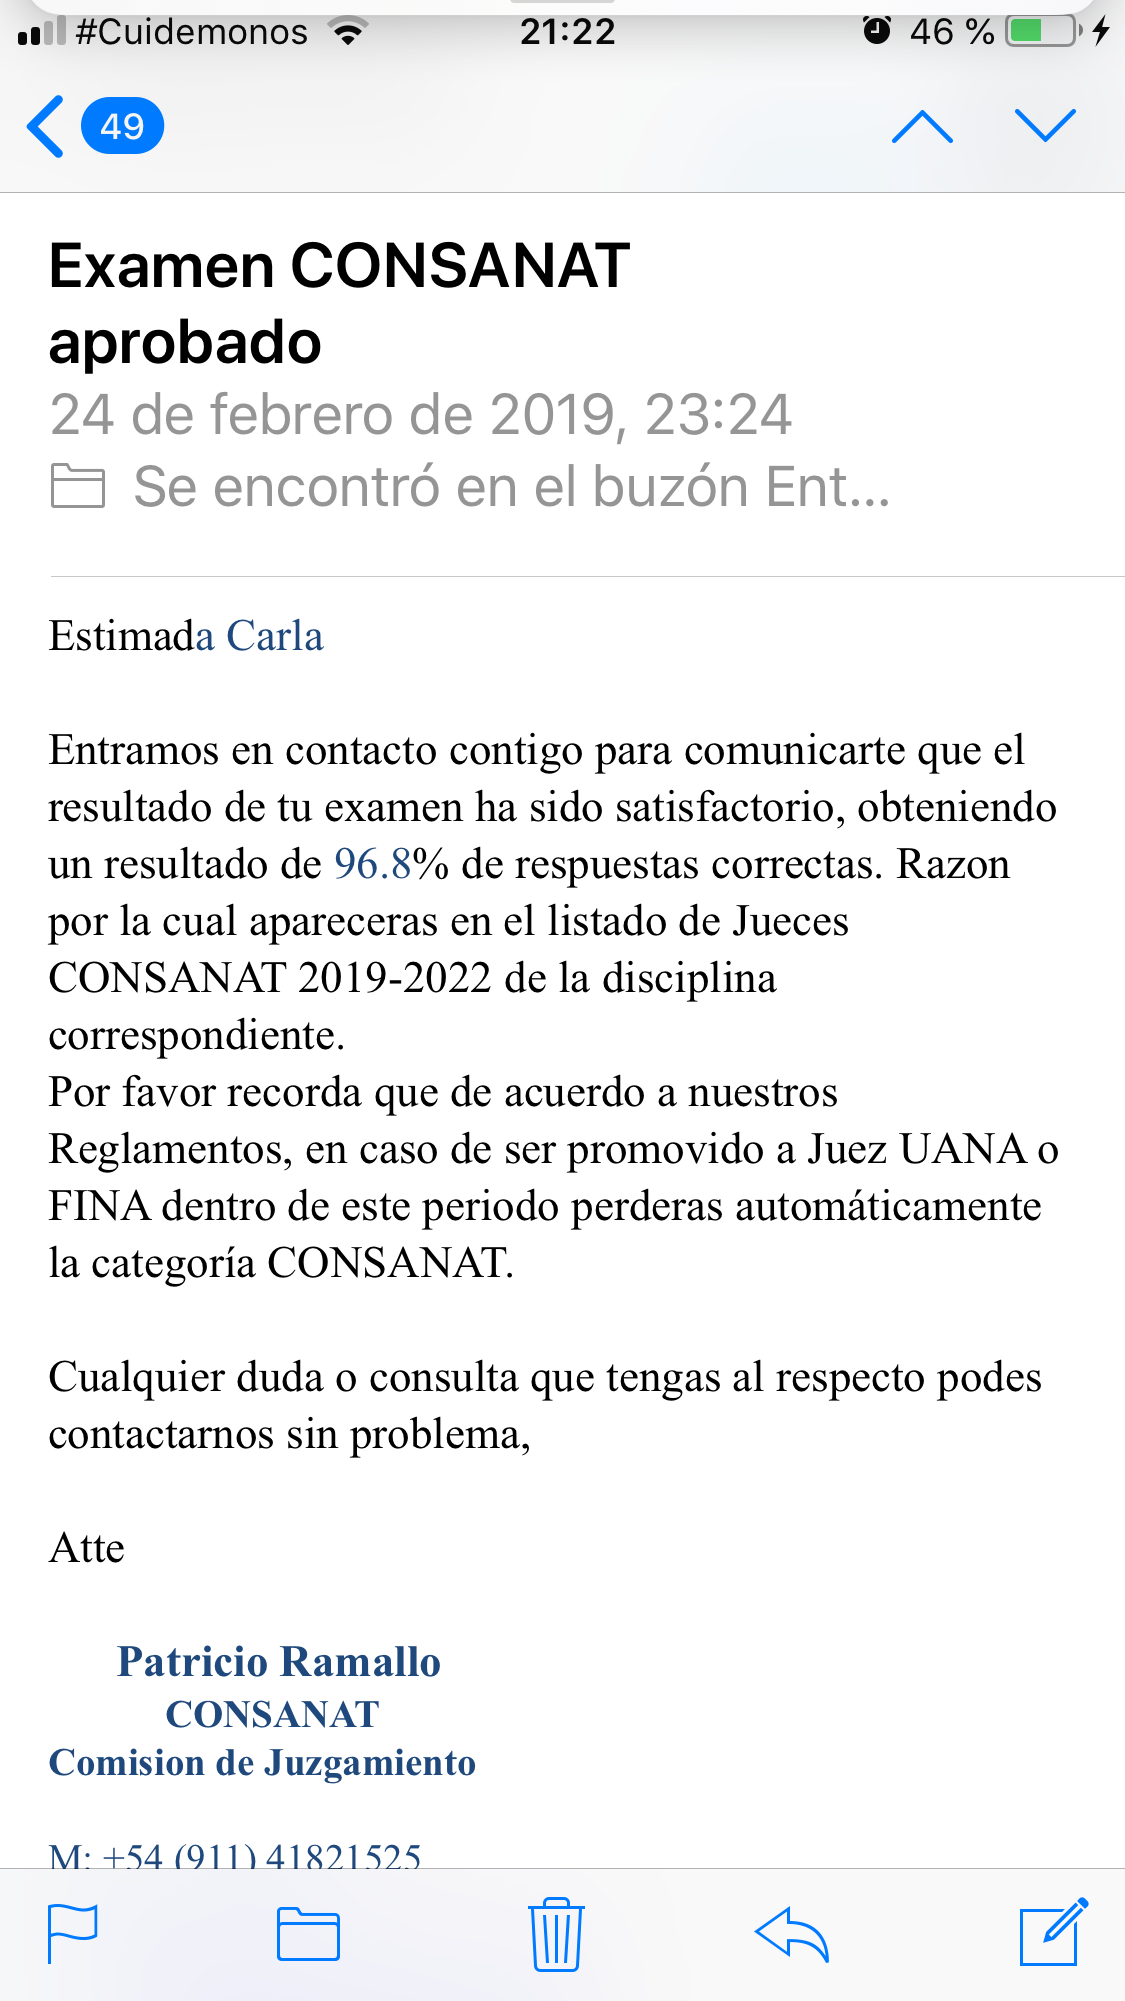 #Cuidemonos 21:22 46 %
49
Examen CONSANAT
aprobado
24 de febrero de 2019, 23:24
Se encontró en el buzón Ent...
Estimada Carla
Entramos en contacto contigo para comunicarte que el
resultado de tu examen ha sido satisfactorio, obteniendo
un resultado de 96.8% de respuestas correctas. Razon
por la cual apareceras en el listado de Jueces
CONSANAT 2019-2022 de la disciplina
correspondiente.
Por favor recorda que de acuerdo a nuestros
Reglamentos, en caso de ser promovido a Juez UANA o
FINA dentro de este periodo perderas automáticamente
la categoría CONSANAT.
Cualquier duda o consulta que tengas al respecto podes
contactarnos sin problema,
Atte
Patricio Ramallo
CONSANAT
Comision de Juzgamiento
M: +54 (911) 41821525